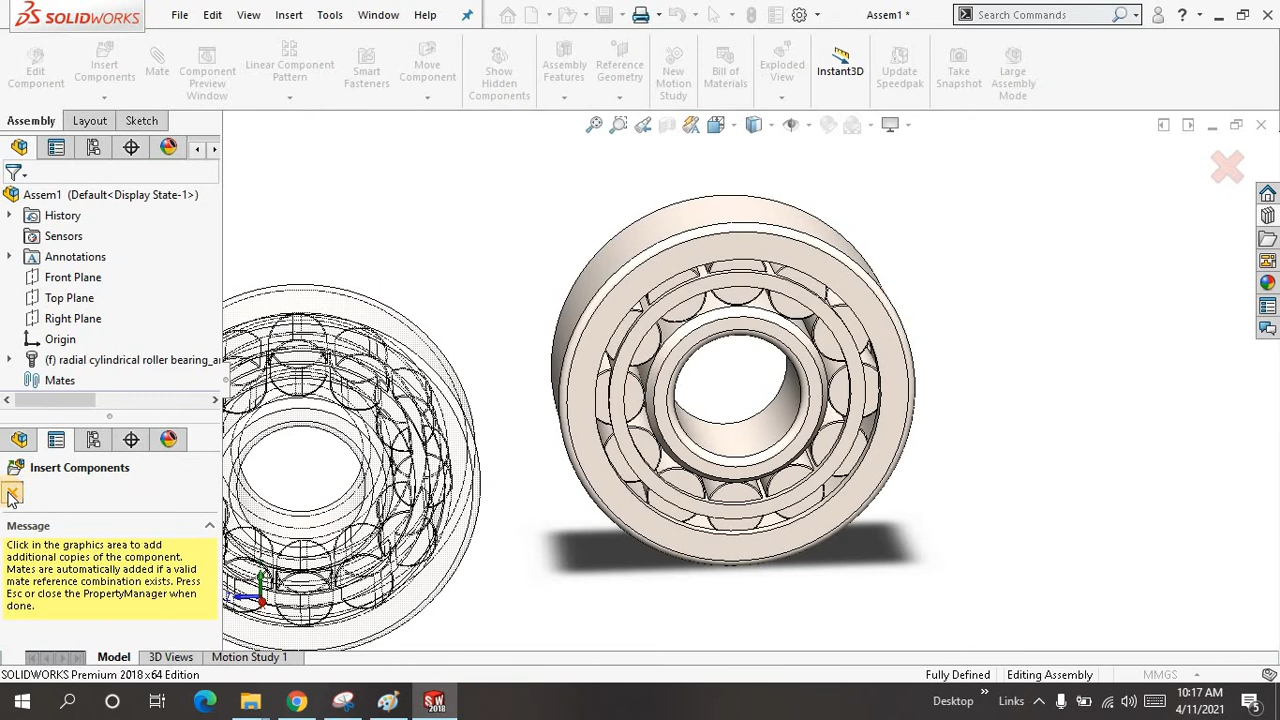 SOLIDWORKS
File Edit View Insert Tools Window Help
Assem1 *
Search Commands
Edit Component
Insert Components
Mate
Component Preview Window
Linear Component Pattern
Smart Fasteners
Move Component
Show Hidden Components
Assembly Features
Reference Geometry
New Motion Study
Bill of Materials
Exploded View
Instant3D
Update Speedpak
Take Snapshot
Large Assembly Mode
Assembly Layout Sketch
Assem1 (Default<Display State-1>)
History
Sensors
Annotations
Front Plane
Top Plane
Right Plane
Origin
(f) radial cylindrical roller bearing_a
Mates
Insert Components
Message
Click in the graphics area to add
additional copies of the component.
Mates are automatically added if a valid
mate reference combination exists. Press
Esc or close the PropertyManager when
done.
Model 3D Views Motion Study 1
SOLIDWORKS Premium 2018 x64 Edition
Fully Defined Editing Assembly MMGS
Desktop Links
10:17 AM
4/11/2021
SW 2018
5